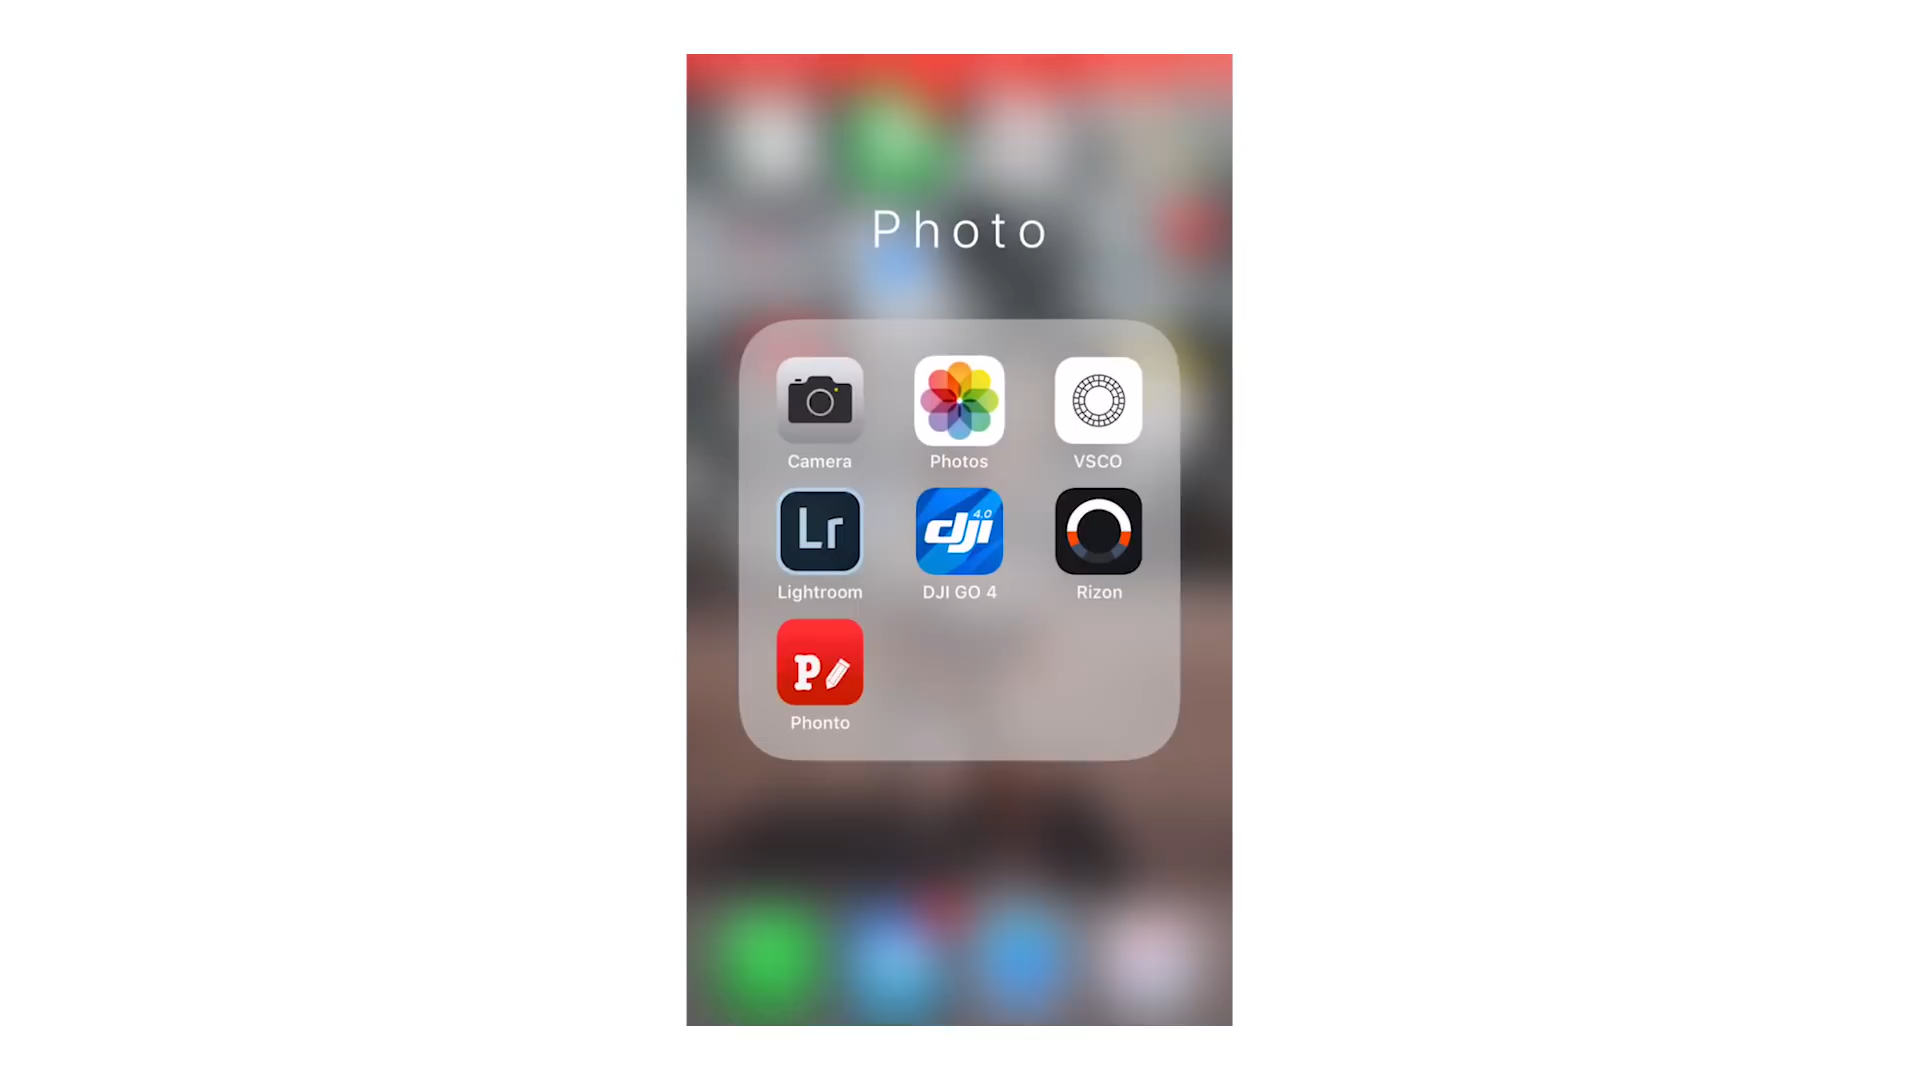 Photo
Camera Photos VSCO
Lr dji 4.0
Lightroom DJI GO 4 Rizon
P
Phonto